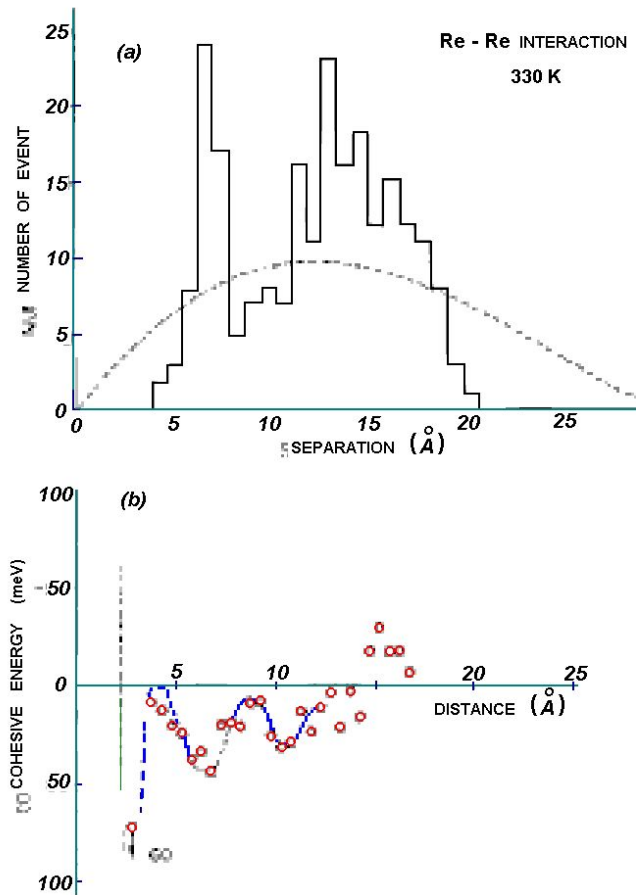 25
(a)
Re - Re INTERACTION
330 K
20
15
10
5
0
NUMBER OF EVENT
0 5 10 15 20 25
SEPARATION (Å)
100
(b)
50
0
50
100
COHESIVE ENERGY (meV)
5 10 20 25
DISTANCE (Å)